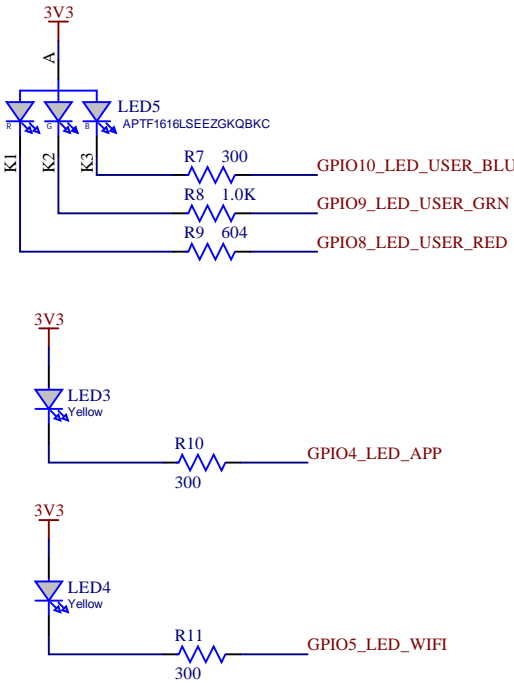 3V3
A
LED5
APTF1616LSEEZGKQBKC
R
G
B
K1
K2
K3
R7 300
GPIO10_LED_USER_BLU
R8 1.0K
GPIO9_LED_USER_GRN
R9 604
GPIO8_LED_USER_RED
3V3
LED3
Yellow
R10
GPIO4_LED_APP
300
3V3
LED4
Yellow
R11
GPIO5_LED_WIFI
300